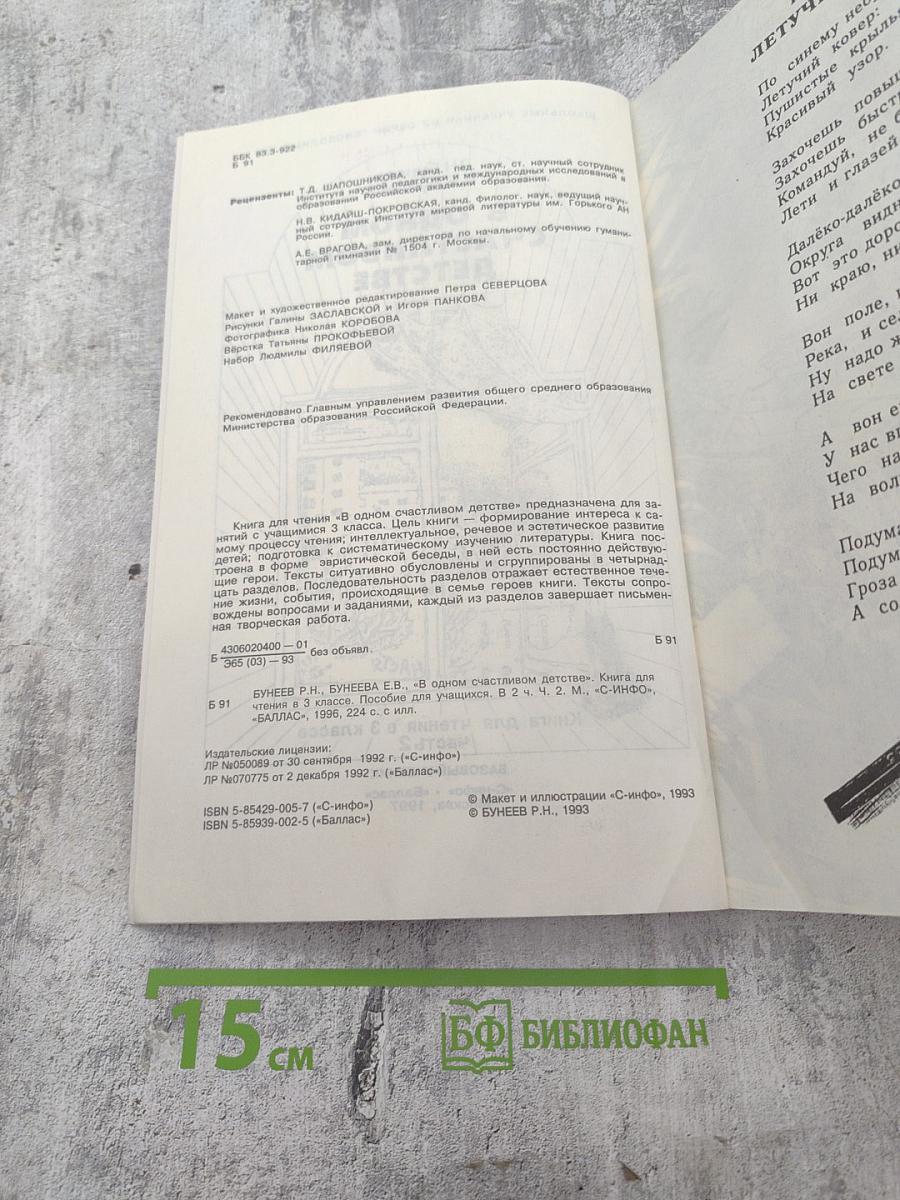 ББК 83.3-922
Б 91
Рецензенты: Т.Д. ШАПОШНИКОВА, канд. пед. наук, ст. научный сотрудник
Института научной педагогики и международных исследований в
образовании Российской академии образования.
Н.В. КИДАЙШ-ПОКРОВСКАЯ, канд. Филолог. наук, ведущий науч-
ный сотрудник Института мировой литературы им. Горького АН
России.
А.Е. ВРАГОВА, зам. директора по начальному обучению гумани-
тарной гимназии № 1504 г. Москвы.
Макет и художественное редактирование Петра СЕВЕРЦОВА
Рисунки Галины ЗАСЛАВСКОЙ и Игоря ПАНКОВА
Фотографика Николая КОРОБОВА
Вёрстка Татьяны ПРОКОФЬЕВОЙ
Набор Людмилы ФИЛЯЕВОЙ
Рекомендовано Главным управлением развития общего среднего образования
Министерства образования Российской Федерации.
Книга для чтения «В одном счастливом детстве» предназначена для за-
нятий с учащимися 3 класса. Цель книги — формирование интереса к са-
мому процессу чтения; интеллектуальное, речевое и эстетическое развитие
детей; подготовка к систематическому изучению литературы. Книга пос-
троена в форме эвристической беседы, в ней есть постоянно действую-
щие герои. Тексты ситуативно обусловлены и сгруппированы в четырнад-
цать разделов. Последовательность разделов отражает естественное тече-
ние жизни, события, происходящие в семье героев книги. Тексты сопро-
вождены вопросами и заданиями, каждый из разделов завершает письмен-
ная творческая работа.
Б 4306020400 — 01
Э65 (03) — 93 без объявл.
Б 91
Б 91 БУНЕЕВ Р.Н., БУНЕЕВА Е.В., «В одном счастливом детстве». Книга для
чтения в 3 классе. Пособие для учащихся. В 2 ч. Ч. 2. М., «С-ИНФО»,
«БАЛЛАС», 1996, 224 с. с илл.
Издательские лицензии:
ЛР №050089 от 30 сентября 1992 г. («С-инфо»)
ЛР №070775 от 2 декабря 1992 г. («Баллас»)
ISBN 5-85429-005-7 («С-инфо»)
ISBN 5-85939-002-5 («Баллас»)
© Макет и иллюстрации «С-инфо», 1993
© БУНЕЕВ Р.Н., 1993
По синему
Летучий ковер:
Пушистые
Красивый узор.
Захочешь
Захочешь
Командуй, не
Лети и глазей
Далёко-далёко
Округа
Вот это
Ни краю,
Вон поле,
Река, и
Ну надо
На свете
А вон
У нас
Чего
На
Гроза
А
15 см
БФ БИБЛИОФАН